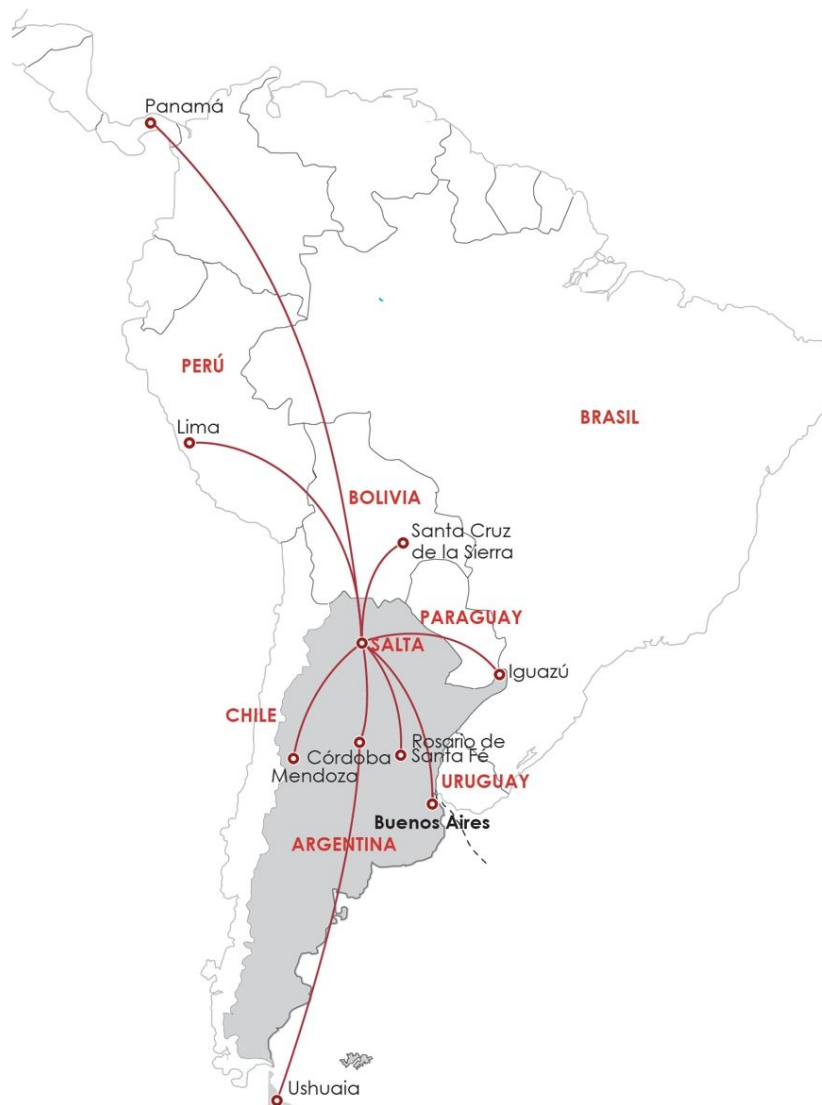 Panamá
PERÚ
Lima
BRASIL
BOLIVIA
Santa Cruz
de la Sierra
PARAGUAY
SALTA
Iguazú
CHILE
Rosario de
Santa Fé
Córdoba
Mendoza
URUGUAY
Buenos Aires
ARGENTINA
Ushuaia